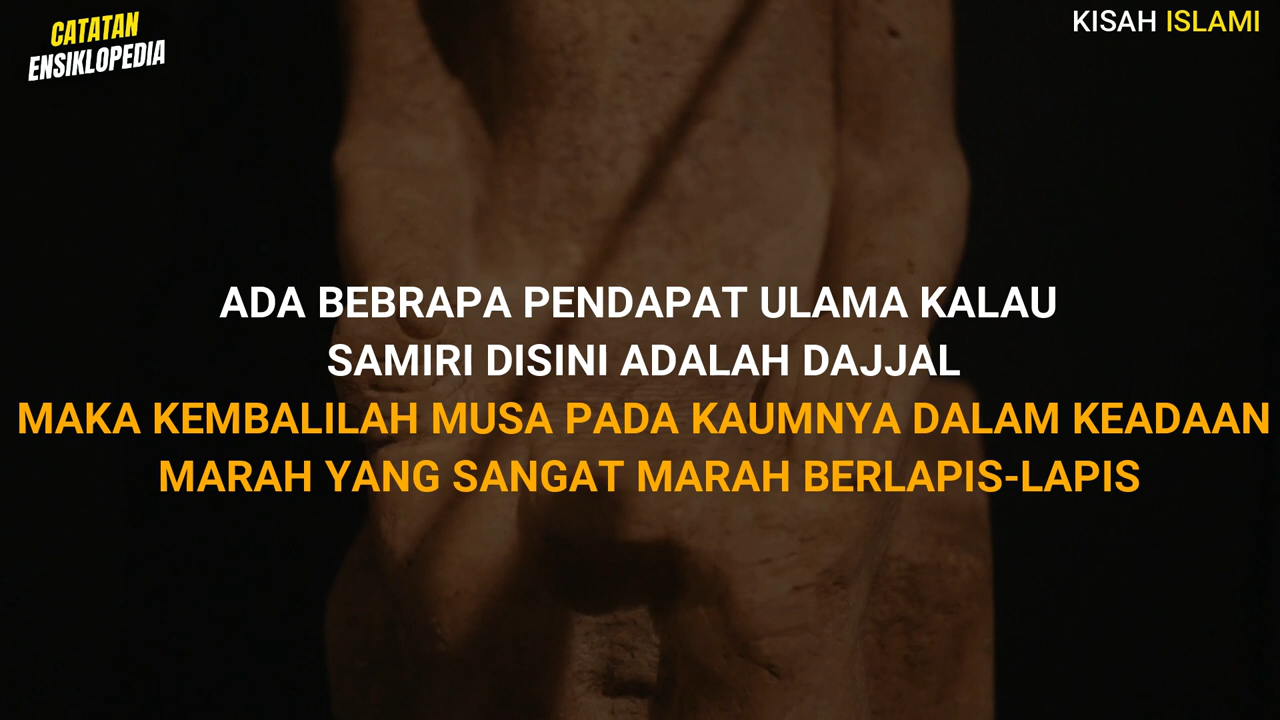 CATATAN
ENSIKLOPEDIA
KISAH ISLAMI
ADA BEBRAPA PENDAPAT ULAMA KALAU
SAMIRI DISINI ADALAH DAJJAL
MAKA KEMBALILAH MUSA PADA KAUMNYA DALAM KEADAAN
MARAH YANG SANGAT MARAH BERLAPIS-LAPIS